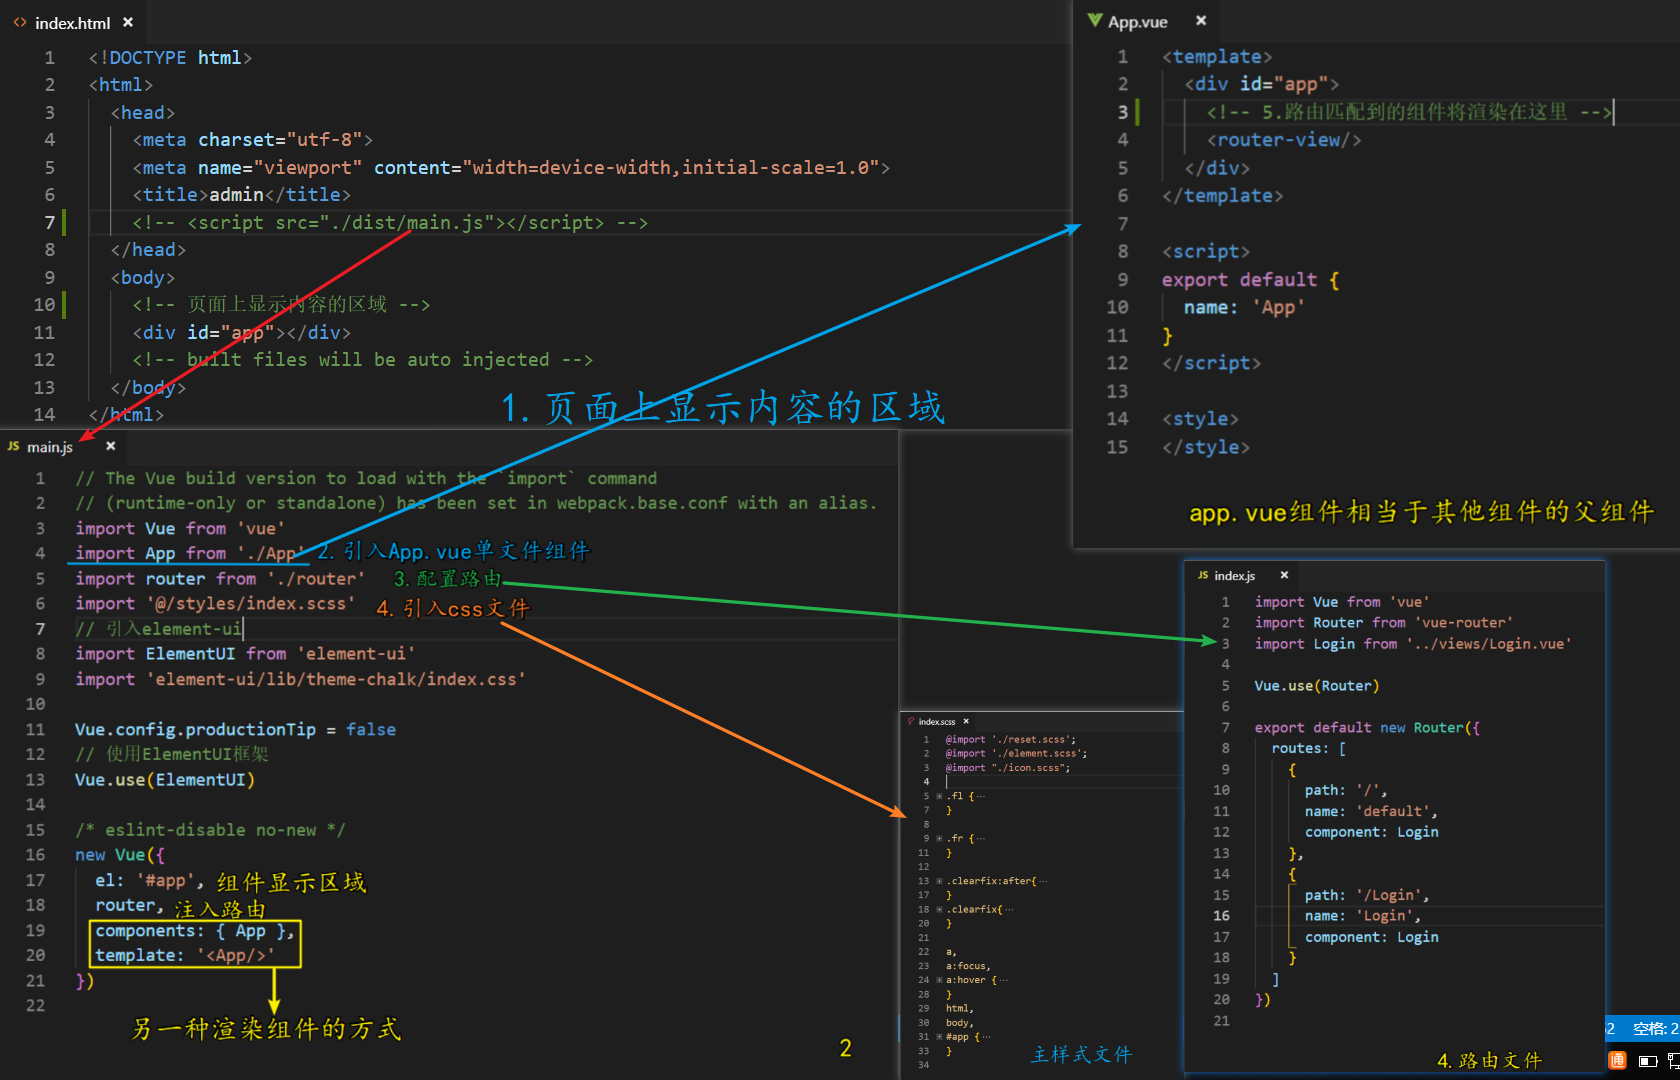 index.html ×
1 <!DOCTYPE html>
2 <html>
3 <head>
4 <meta charset="utf-8">
5 <meta name="viewport" content="width=device-width,initial-scale=1.0">
6 <title>admin</title>
7 <!-- <script src="./dist/main.js"></script> -->
8 </head>
9 <body>
10 <!-- 页面上显示内容的区域 -->
11 <div id="app"></div>
12 <!-- built files will be auto injected -->
13 </body>
14 </html>
1. 页面上显示内容的区域
App.vue ×
1 <template>
2 <div id="app">
3 <!-- 5.路由匹配到的组件将渲染在这里 -->
4 <router-view/>
5 </div>
6 </template>
7
8 <script>
9 export default {
10 name: 'App'
11 }
12 </script>
13
14 <style>
15 </style>
app.vue组件相当于其他组件的父组件
JS main.js ×
1 // The Vue build version to load with the `import` command
2 // (runtime-only or standalone) has been set in webpack.base.conf with an alias.
3 import Vue from 'vue'
4 import App from './App' 2. 引入App.vue单文件组件
5 import router from './router' 3. 配置路由
6 import '@/styles/index.scss' 4. 引入css文件
7 // 引入element-ui
8 import ElementUI from 'element-ui'
9 import 'element-ui/lib/theme-chalk/index.css'
10
11 Vue.config.productionTip = false
12 // 使用ElementUI框架
13 Vue.use(ElementUI)
14
15 /* eslint-disable no-new */
16 new Vue({
17 el: '#app', 组件显示区域
18 router, 注入路由
19 components: { App },
20 template: '<App/>'
21 })
22
另一种渲染组件的方式
2
index.scss ×
1 @import './reset.scss';
2 @import './element.scss';
3 @import "./icon.scss";
4
5 .fl {···
7 }
8
9 .fr {···
11 }
12
13 .clearfix:after{···
17 }
18 .clearfix{···
20 }
21
22 a,
23 a:focus,
24 a:hover {···
28 }
29 html,
30 body,
31 #app {···
33 }
34
主样式文件
JS index.js ×
1 import Vue from 'vue'
2 import Router from 'vue-router'
3 import Login from '../views/Login.vue'
4
5 Vue.use(Router)
6
7 export default new Router({
8 routes: [
9 {
10 path: '/',
11 name: 'default',
12 component: Login
13 },
14 {
15 path: '/Login',
16 name: 'Login',
17 component: Login
18 }
19 ]
20 })
21
4. 路由文件
空格: 2
通